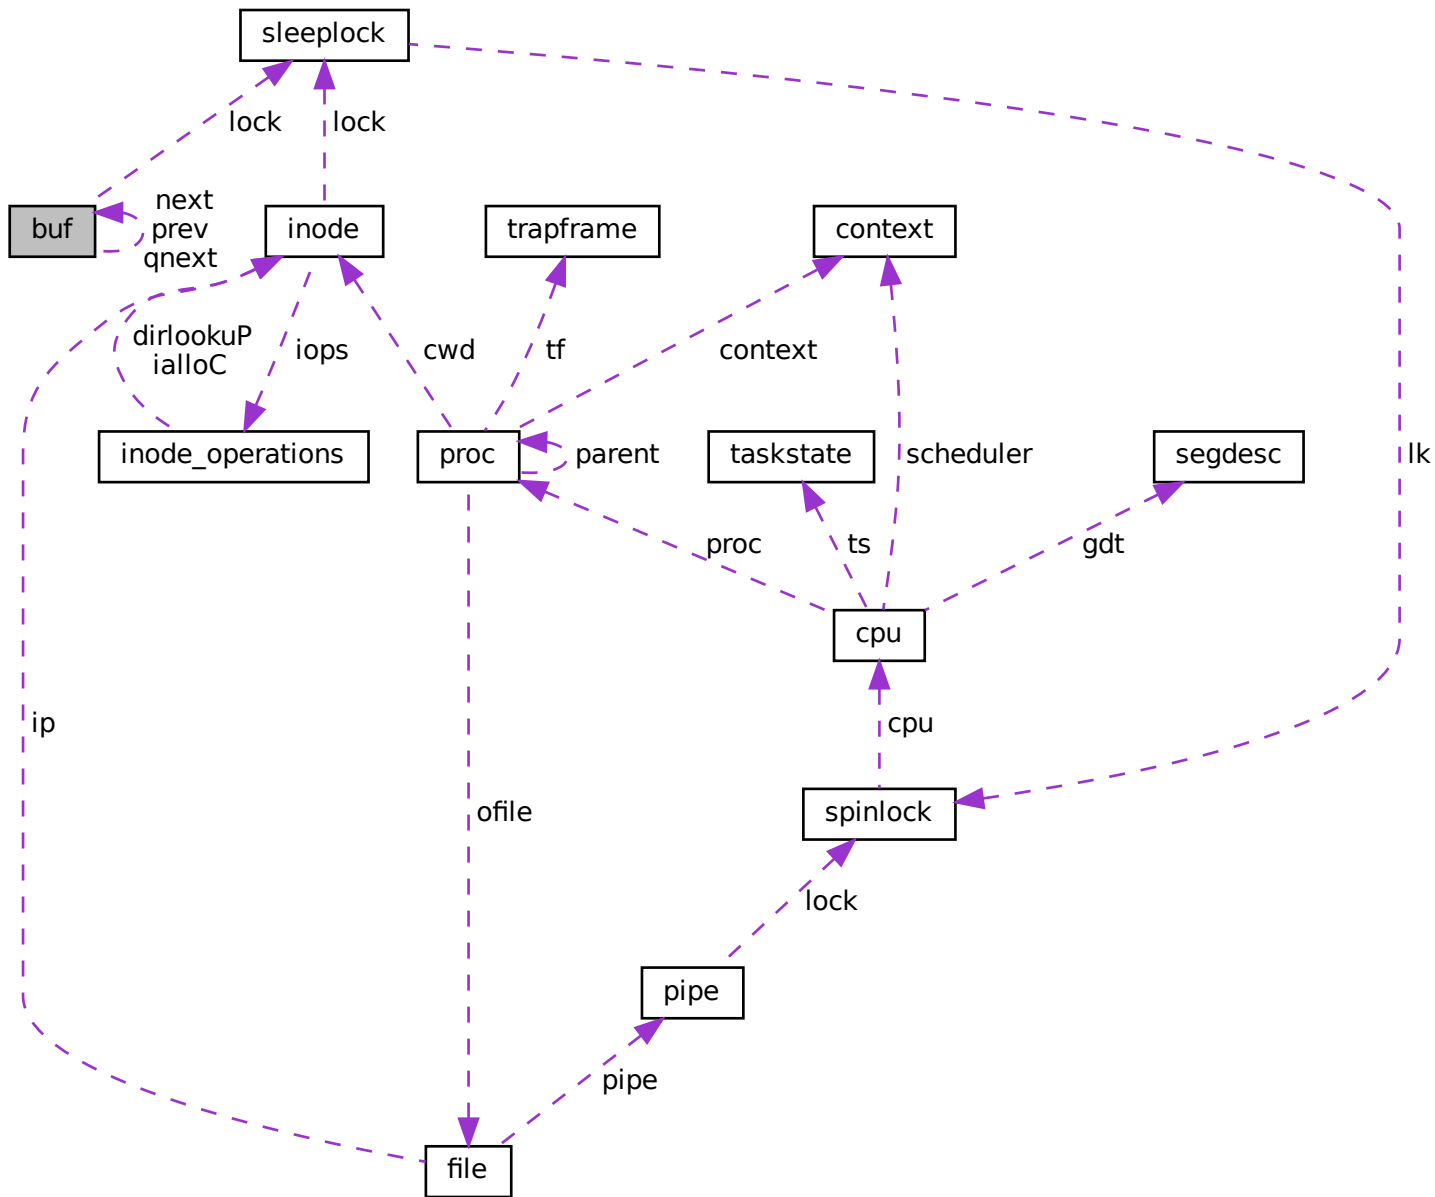 sleeplock
lock
lock
next
prev
qnext
buf
inode
trapframe
context
dirlookuP
ialloC
iops
cwd
tf
context
inode_operations
proc
parent
taskstate
scheduler
segdesc
lk
proc
ts
gdt
cpu
ip
cpu
ofile
spinlock
lock
pipe
pipe
file